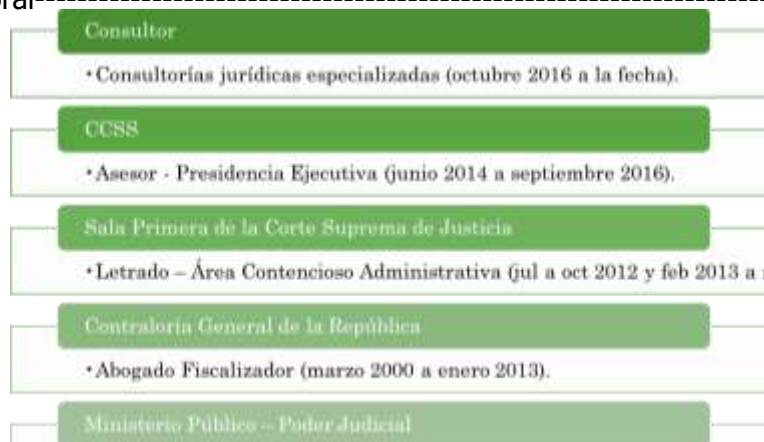 Consultor
•Consultorías jurídicas especializadas (octubre 2016 a la fecha).
CCSS
•Asesor - Presidencia Ejecutiva (junio 2014 a septiembre 2016).
Sala Primera de la Corte Suprema de Justicia
•Letrado – Área Contencioso Administrativa (jul a oct 2012 y feb 2013 a
Contraloría General de la República
•Abogado Fiscalizador (marzo 2000 a enero 2013).
Ministerio Público – Poder Judicial